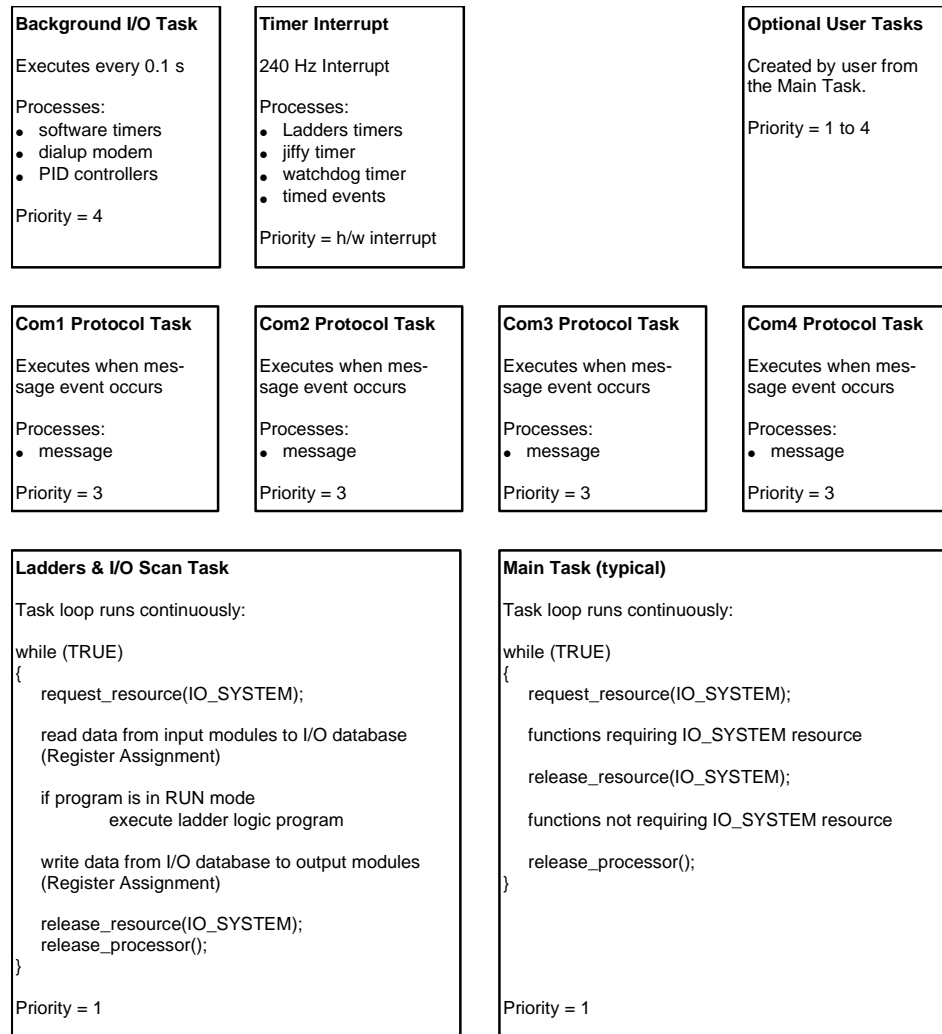 Background I/O Task
Executes every 0.1 s
Processes:
● software timers
● dialup modem
● PID controllers
Priority = 4
Timer Interrupt
240 Hz Interrupt
Processes:
● Ladders timers
● jiffy timer
● watchdog timer
● timed events
Priority = h/w interrupt
Optional User Tasks
Created by user from
the Main Task.
Priority = 1 to 4
Com1 Protocol Task
Executes when mes-
sage event occurs
Processes:
● message
Priority = 3
Com2 Protocol Task
Executes when mes-
sage event occurs
Processes:
● message
Priority = 3
Com3 Protocol Task
Executes when mes-
sage event occurs
Processes:
● message
Priority = 3
Com4 Protocol Task
Executes when mes-
sage event occurs
Processes:
● message
Priority = 3
Ladders & I/O Scan Task
Task loop runs continuously:
while (TRUE)
{
request_resource(IO_SYSTEM);
read data from input modules to I/O database
(Register Assignment)
if program is in RUN mode
execute ladder logic program
write data from I/O database to output modules
(Register Assignment)
release_resource(IO_SYSTEM);
release_processor();
}
Priority = 1
Main Task (typical)
Task loop runs continuously:
while (TRUE)
{
request_resource(IO_SYSTEM);
functions requiring IO_SYSTEM resource
release_resource(IO_SYSTEM);
functions not requiring IO_SYSTEM resource
release_processor();
}
Priority = 1